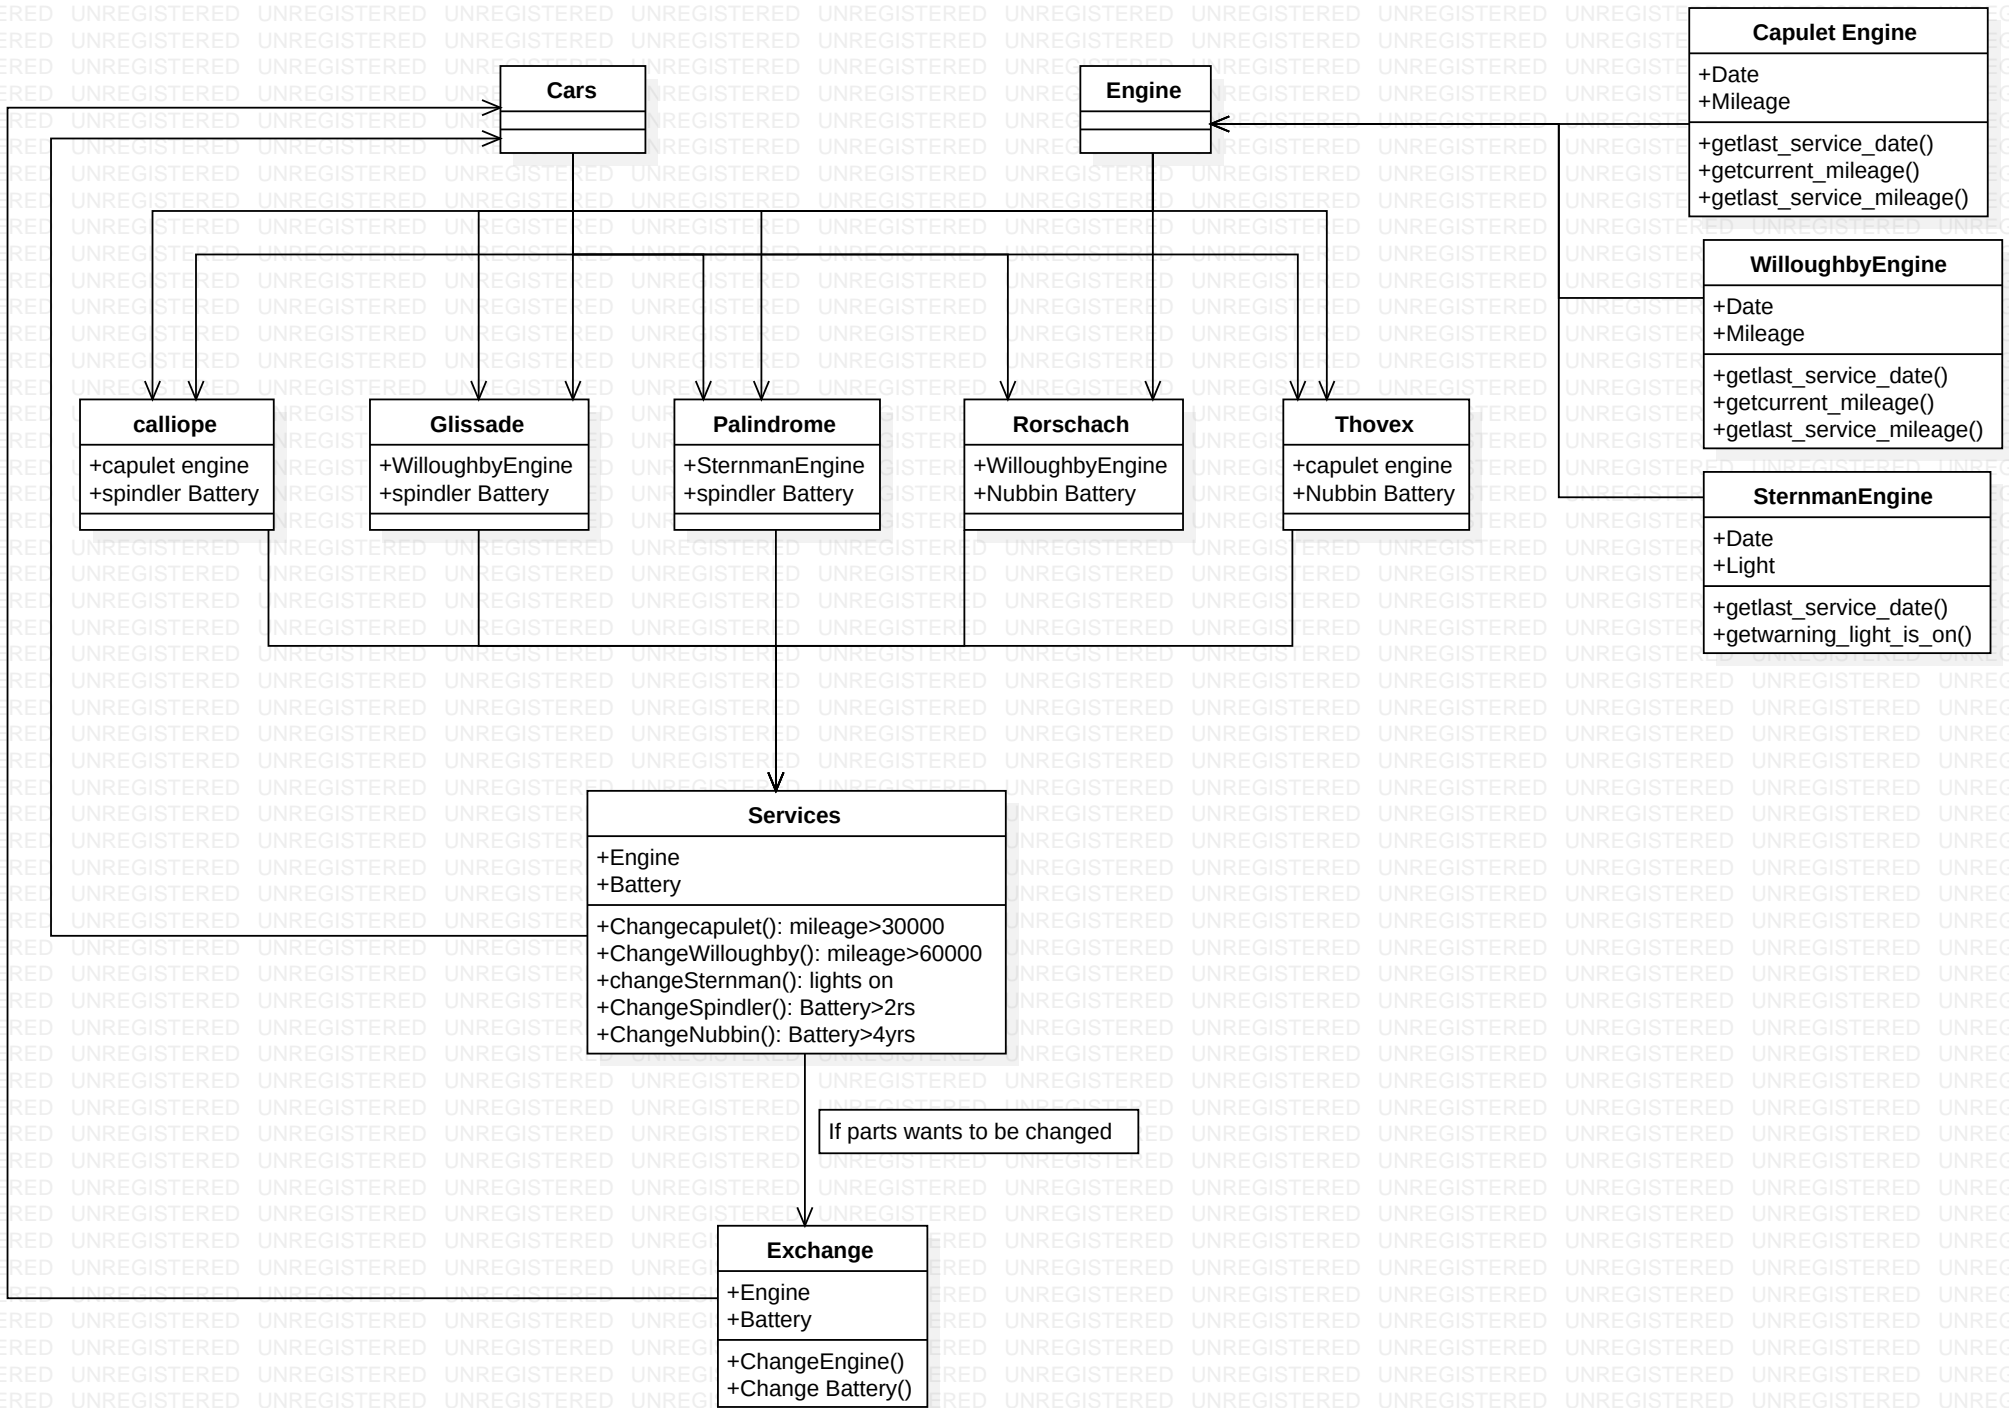 Cars
Engine
Capulet Engine
+Date
+Mileage
+getlast_service_date()
+getcurrent_mileage()
+getlast_service_mileage()
WilloughbyEngine
+Date
+Mileage
+getlast_service_date()
+getcurrent_mileage()
+getlast_service_mileage()
SternmanEngine
+Date
+Light
+getlast_service_date()
+getwarning_light_is_on()
calliope
+capulet engine
+spindler Battery
Glissade
+WilloughbyEngine
+spindler Battery
Palindrome
+SternmanEngine
+spindler Battery
Rorschach
+WilloughbyEngine
+Nubbin Battery
Thovex
+capulet engine
+Nubbin Battery
Services
+Engine
+Battery
+Changecapulet(): mileage>30000
+ChangeWilloughby(): mileage>60000
+changeSternman(): lights on
+ChangeSpindler(): Battery>2rs
+ChangeNubbin(): Battery>4yrs
If parts wants to be changed
Exchange
+Engine
+Battery
+ChangeEngine()
+Change Battery()
UNREGISTERED